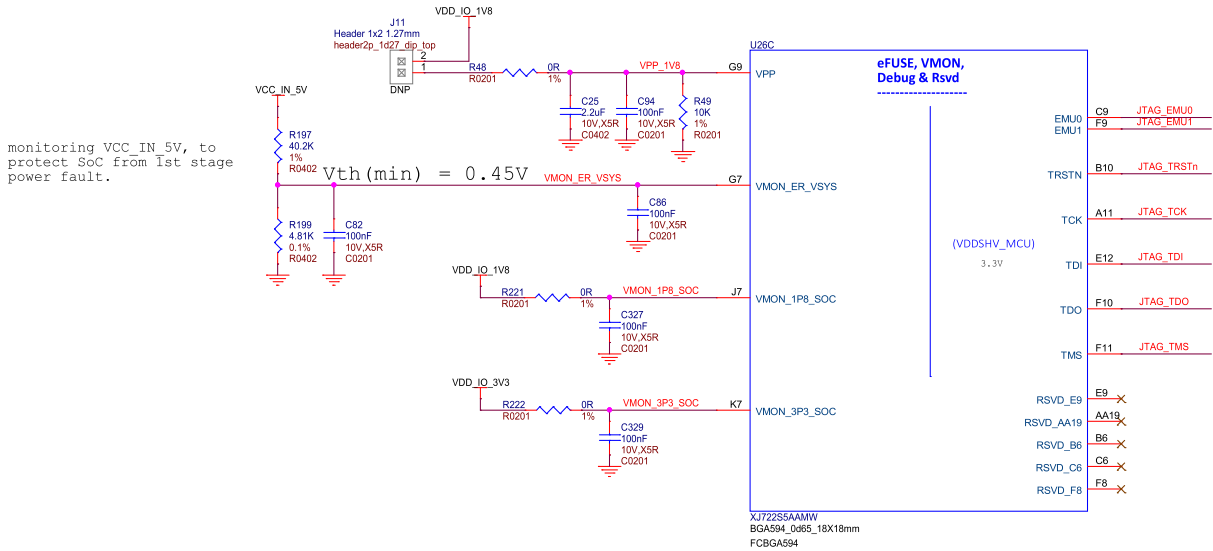 VDD_IO_1V8
J11
Header 1x2 1.27mm
header2p_1d27_dip_top
2
1
DNP
R48
R0201
0R
1%
VPP_1V8
G9
VPP
C25
2.2uF
10V,X5R
C0402
C94
100nF
10V,X5R
C0201
R49
10K
1%
R0201
VCC_IN_5V
R197
40.2K
1%
R0402
monitoring VCC_IN_5V, to
protect SoC from 1st stage
power fault.
Vth(min) = 0.45V
VMON_ER_VSYS
G7
VMON_ER_VSYS
R199
4.81K
0.1%
R0402
C82
100nF
10V,X5R
C0201
C86
100nF
10V,X5R
C0201
VDD_IO_1V8
R221
R0201
0R
1%
VMON_1P8_SOC
J7
VMON_1P8_SOC
C327
100nF
10V,X5R
C0201
VDD_IO_3V3
R222
R0201
0R
1%
VMON_3P3_SOC
K7
VMON_3P3_SOC
C329
100nF
10V,X5R
C0201
U26C
eFUSE, VMON,
Debug & Rsvd
--------------------
(VDDSHV_MCU)
3.3V
EMU0
C9
JTAG_EMU0
EMU1
F9
JTAG_EMU1
TRSTN
B10
JTAG_TRSTn
TCK
A11
JTAG_TCK
TDI
E12
JTAG_TDI
TDO
F10
JTAG_TDO
TMS
F11
JTAG_TMS
RSVD_E9
E9
RSVD_AA19
AA19
RSVD_B6
B6
RSVD_C6
C6
RSVD_F8
F8
XJ722S5AAMW
BGA594_0d65_18X18mm
FCBGA594